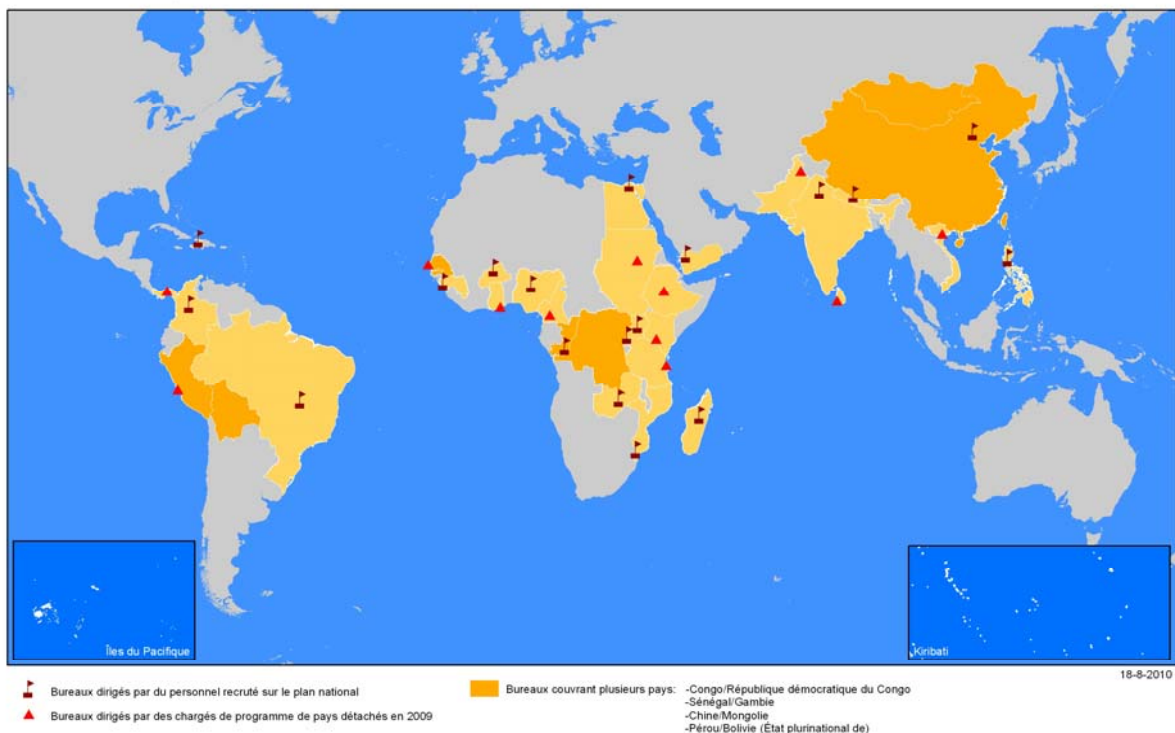 Îles du Pacifique
Kiribati
18-8-2010
Bureaux dirigés par du personnel recruté sur le plan national
Bureaux dirigés par des chargés de programme de pays détachés en 2009
Bureaux couvrant plusieurs pays:
-Congo/République démocratique du Congo
-Sénégal/Gambie
-Chine/Mongolie
-Pérou/Bolivie (État plurinational de)